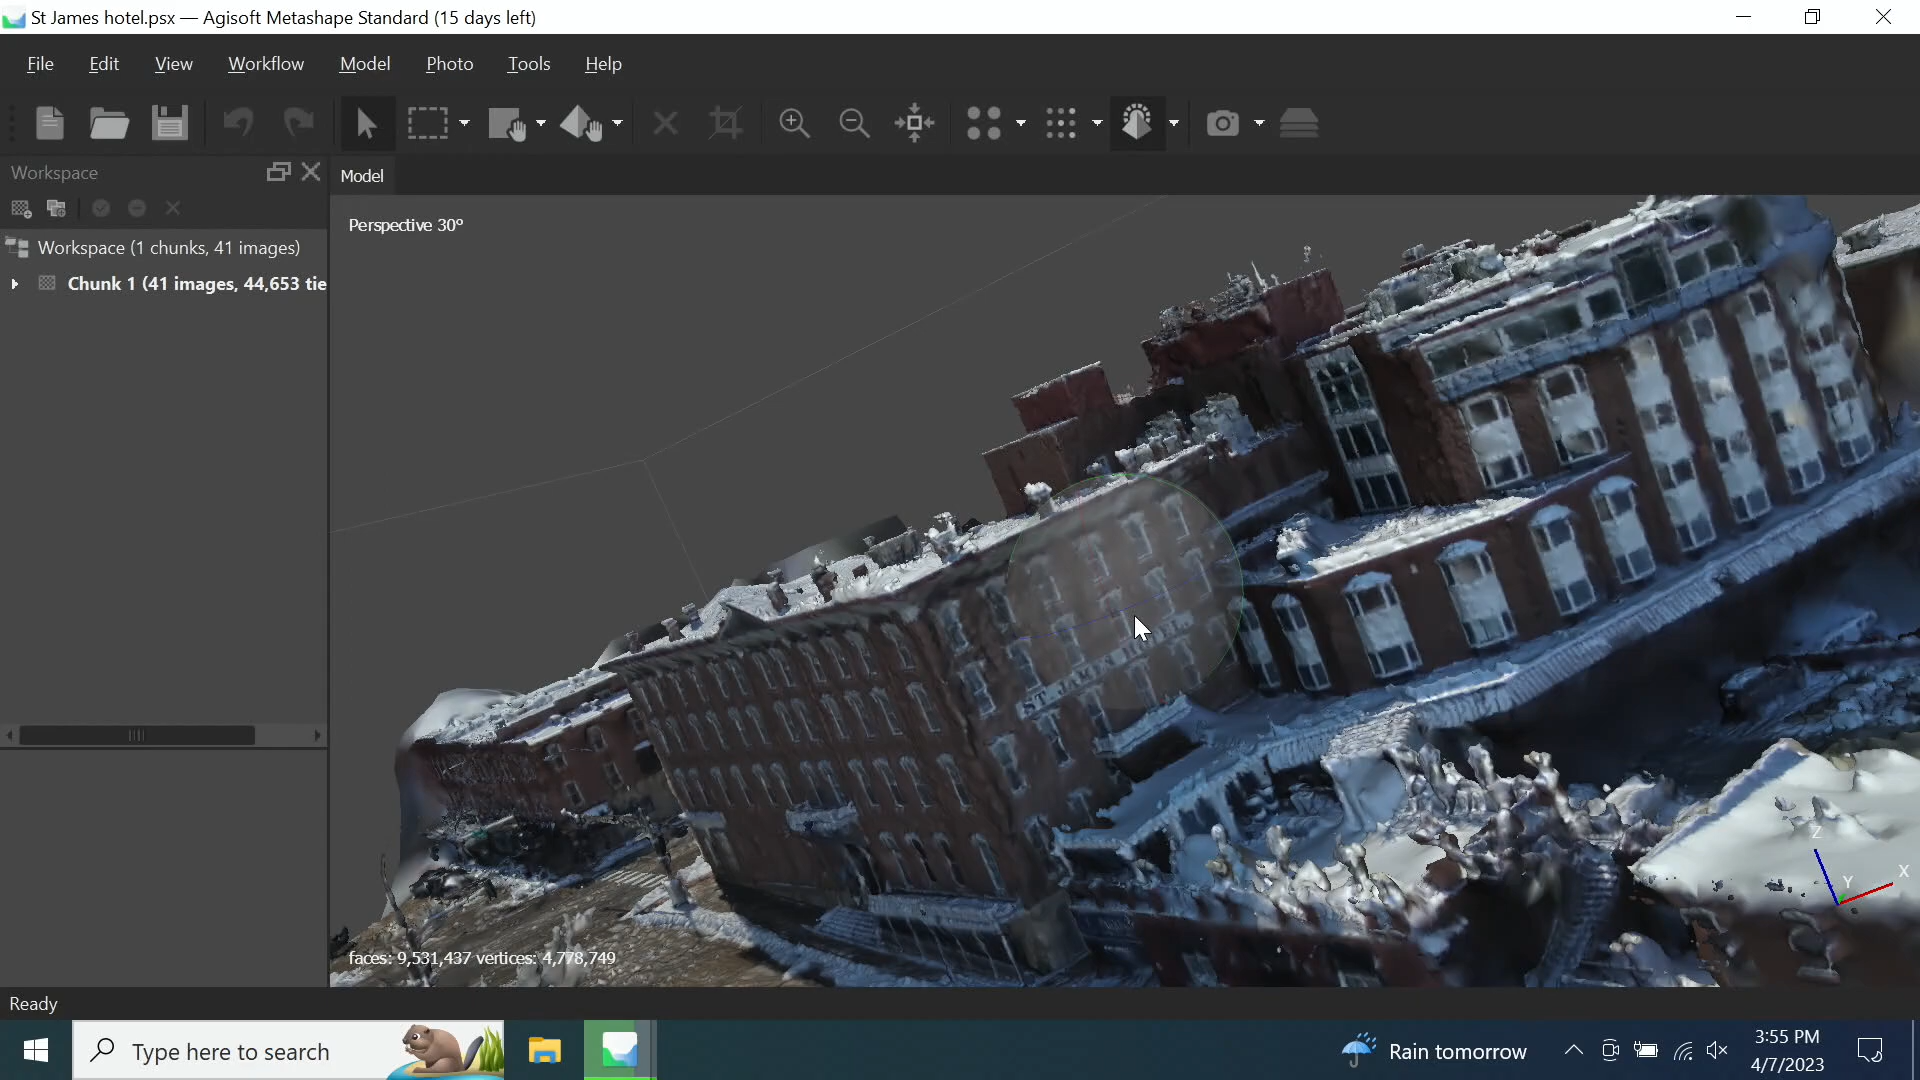 St James hotel.psx — Agisoft Metashape Standard (15 days left)
File Edit View Workflow Model Photo Tools Help
Workspace
Model
Perspective 30°
Workspace (1 chunks, 41 images)
Chunk 1 (41 images, 44,653 tie
ST. JAMES
Z
X
Y
faces: 9,531,437 vertices: 4,778,749
Ready
Type here to search
Rain tomorrow
3:55 PM
4/7/2023